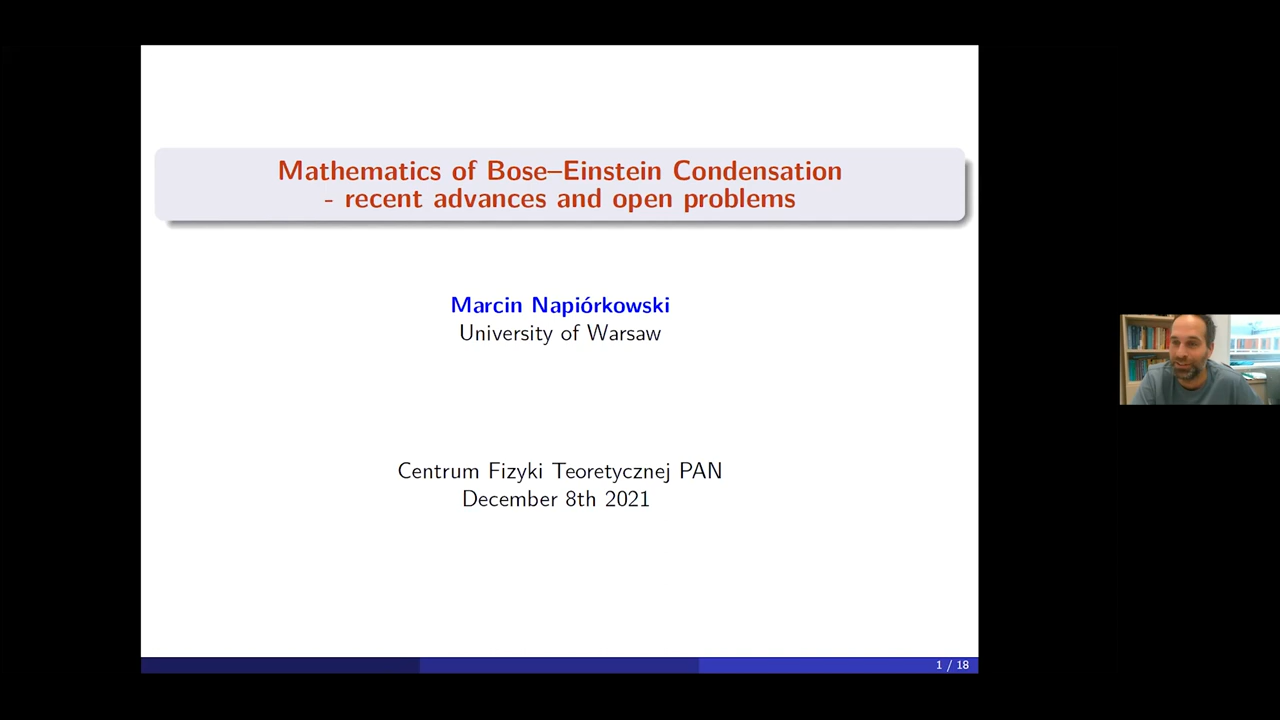 Mathematics of Bose–Einstein Condensation
- recent advances and open problems
Marcin Napiórkowski
University of Warsaw
Centrum Fizyki Teoretycznej PAN
December 8th 2021
1 / 18